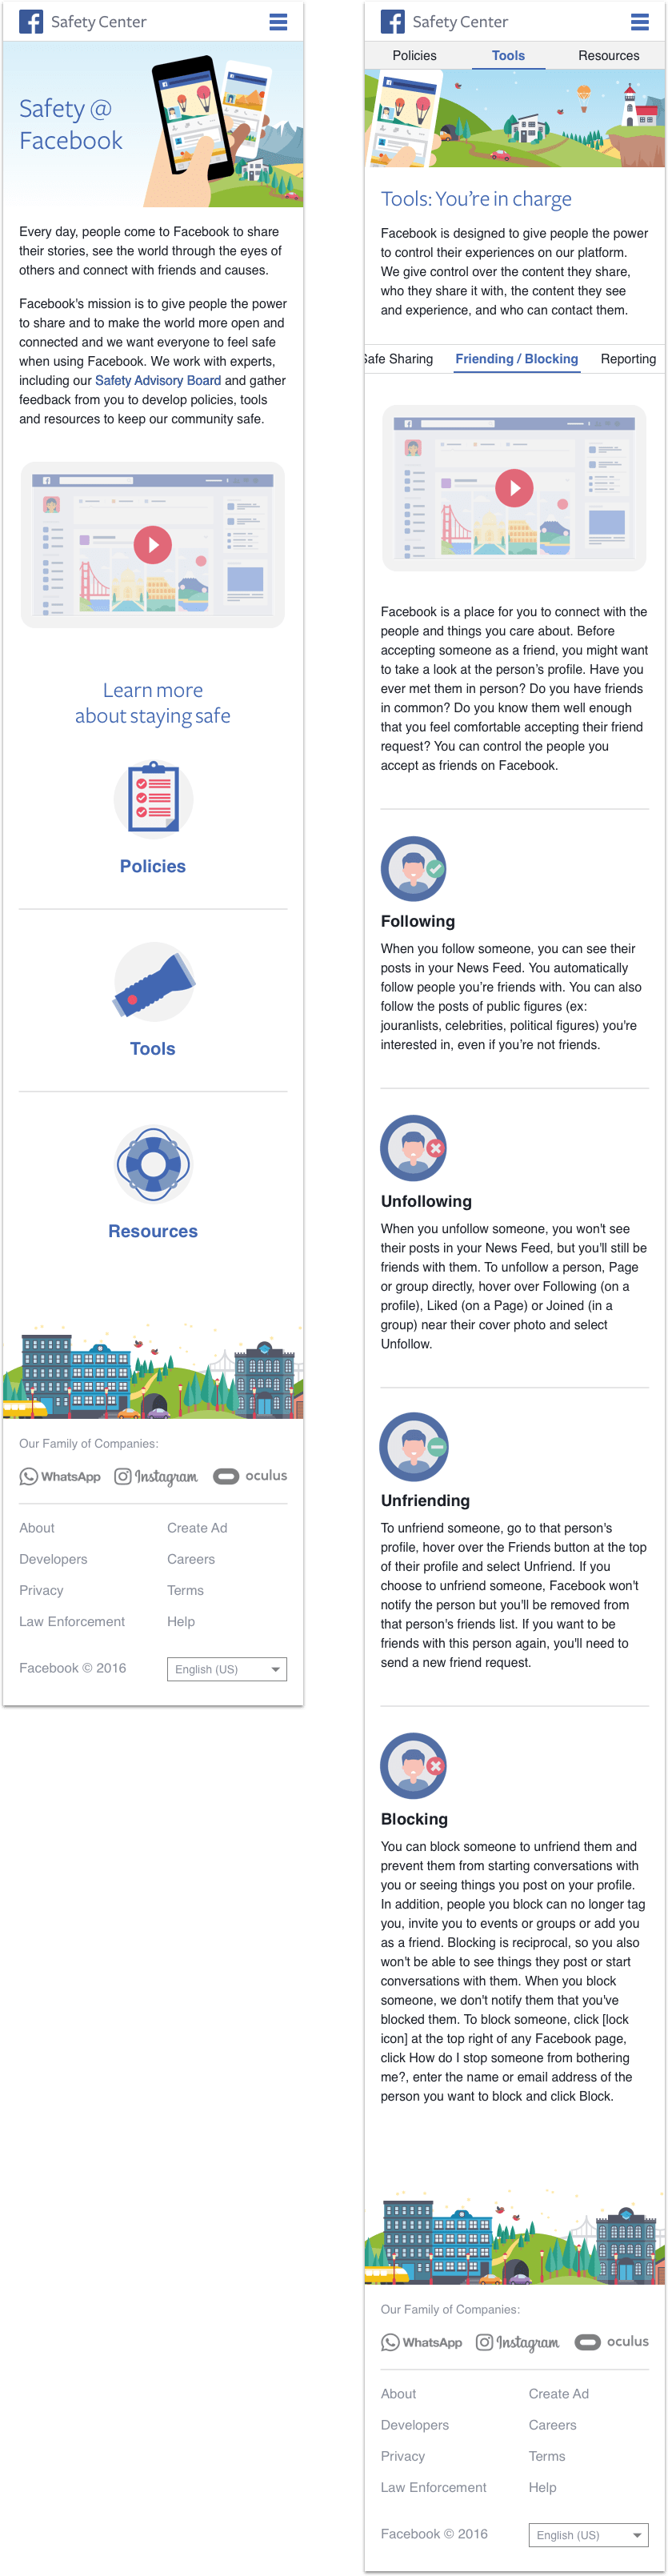 Safety Center
Safety @
Facebook
Every day, people come to Facebook to share
their stories, see the world through the eyes of
others and connect with friends and causes.
Facebook's mission is to give people the power
to share and to make the world more open and
connected and we want everyone to feel safe
when using Facebook. We work with experts,
including our Safety Advisory Board and gather
feedback from you to develop policies, tools
and resources to keep our community safe.
Learn more
about staying safe
Policies
Tools
Resources
Our Family of Companies:
WhatsApp Instagram oculus
About Create Ad
Developers Careers
Privacy Terms
Law Enforcement Help
Facebook © 2016 English (US)
Safety Center
Policies Tools Resources
Tools: You're in charge
Facebook is designed to give people the power
to control their experiences on our platform.
We give control over the content they share,
who they share it with, the content they see
and experience, and who can contact them.
Safe Sharing Friending / Blocking Reporting
Facebook is a place for you to connect with the
people and things you care about. Before
accepting someone as a friend, you might want
to take a look at the person's profile. Have you
ever met them in person? Do you have friends
in common? Do you know them well enough
that you feel comfortable accepting their friend
request? You can control the people you
accept as friends on Facebook.
Following
When you follow someone, you can see their
posts in your News Feed. You automatically
follow people you're friends with. You can also
follow the posts of public figures (ex:
jouranlists, celebrities, political figures) you're
interested in, even if you're not friends.
Unfollowing
When you unfollow someone, you won't see
their posts in your News Feed, but you'll still be
friends with them. To unfollow a person, Page
or group directly, hover over Following (on a
profile), Liked (on a Page) or Joined (in a
group) near their cover photo and select
Unfollow.
Unfriending
To unfriend someone, go to that person's
profile, hover over the Friends button at the top
of their profile and select Unfriend. If you
choose to unfriend someone, Facebook won't
notify the person but you'll be removed from
that person's friends list. If you want to be
friends with this person again, you'll need to
send a new friend request.
Blocking
You can block someone to unfriend them and
prevent them from starting conversations with
you or seeing things you post on your profile.
In addition, people you block can no longer tag
you, invite you to events or groups or add you
as a friend. Blocking is reciprocal, so you also
won't be able to see things they post or start
conversations with them. When you block
someone, we don't notify them that you've
blocked them. To block someone, click [lock
icon] at the top right of any Facebook page,
click How do I stop someone from bothering
me?, enter the name or email address of the
person you want to block and click Block.
Our Family of Companies:
WhatsApp Instagram oculus
About Create Ad
Developers Careers
Privacy Terms
Law Enforcement Help
Facebook © 2016 English (US)